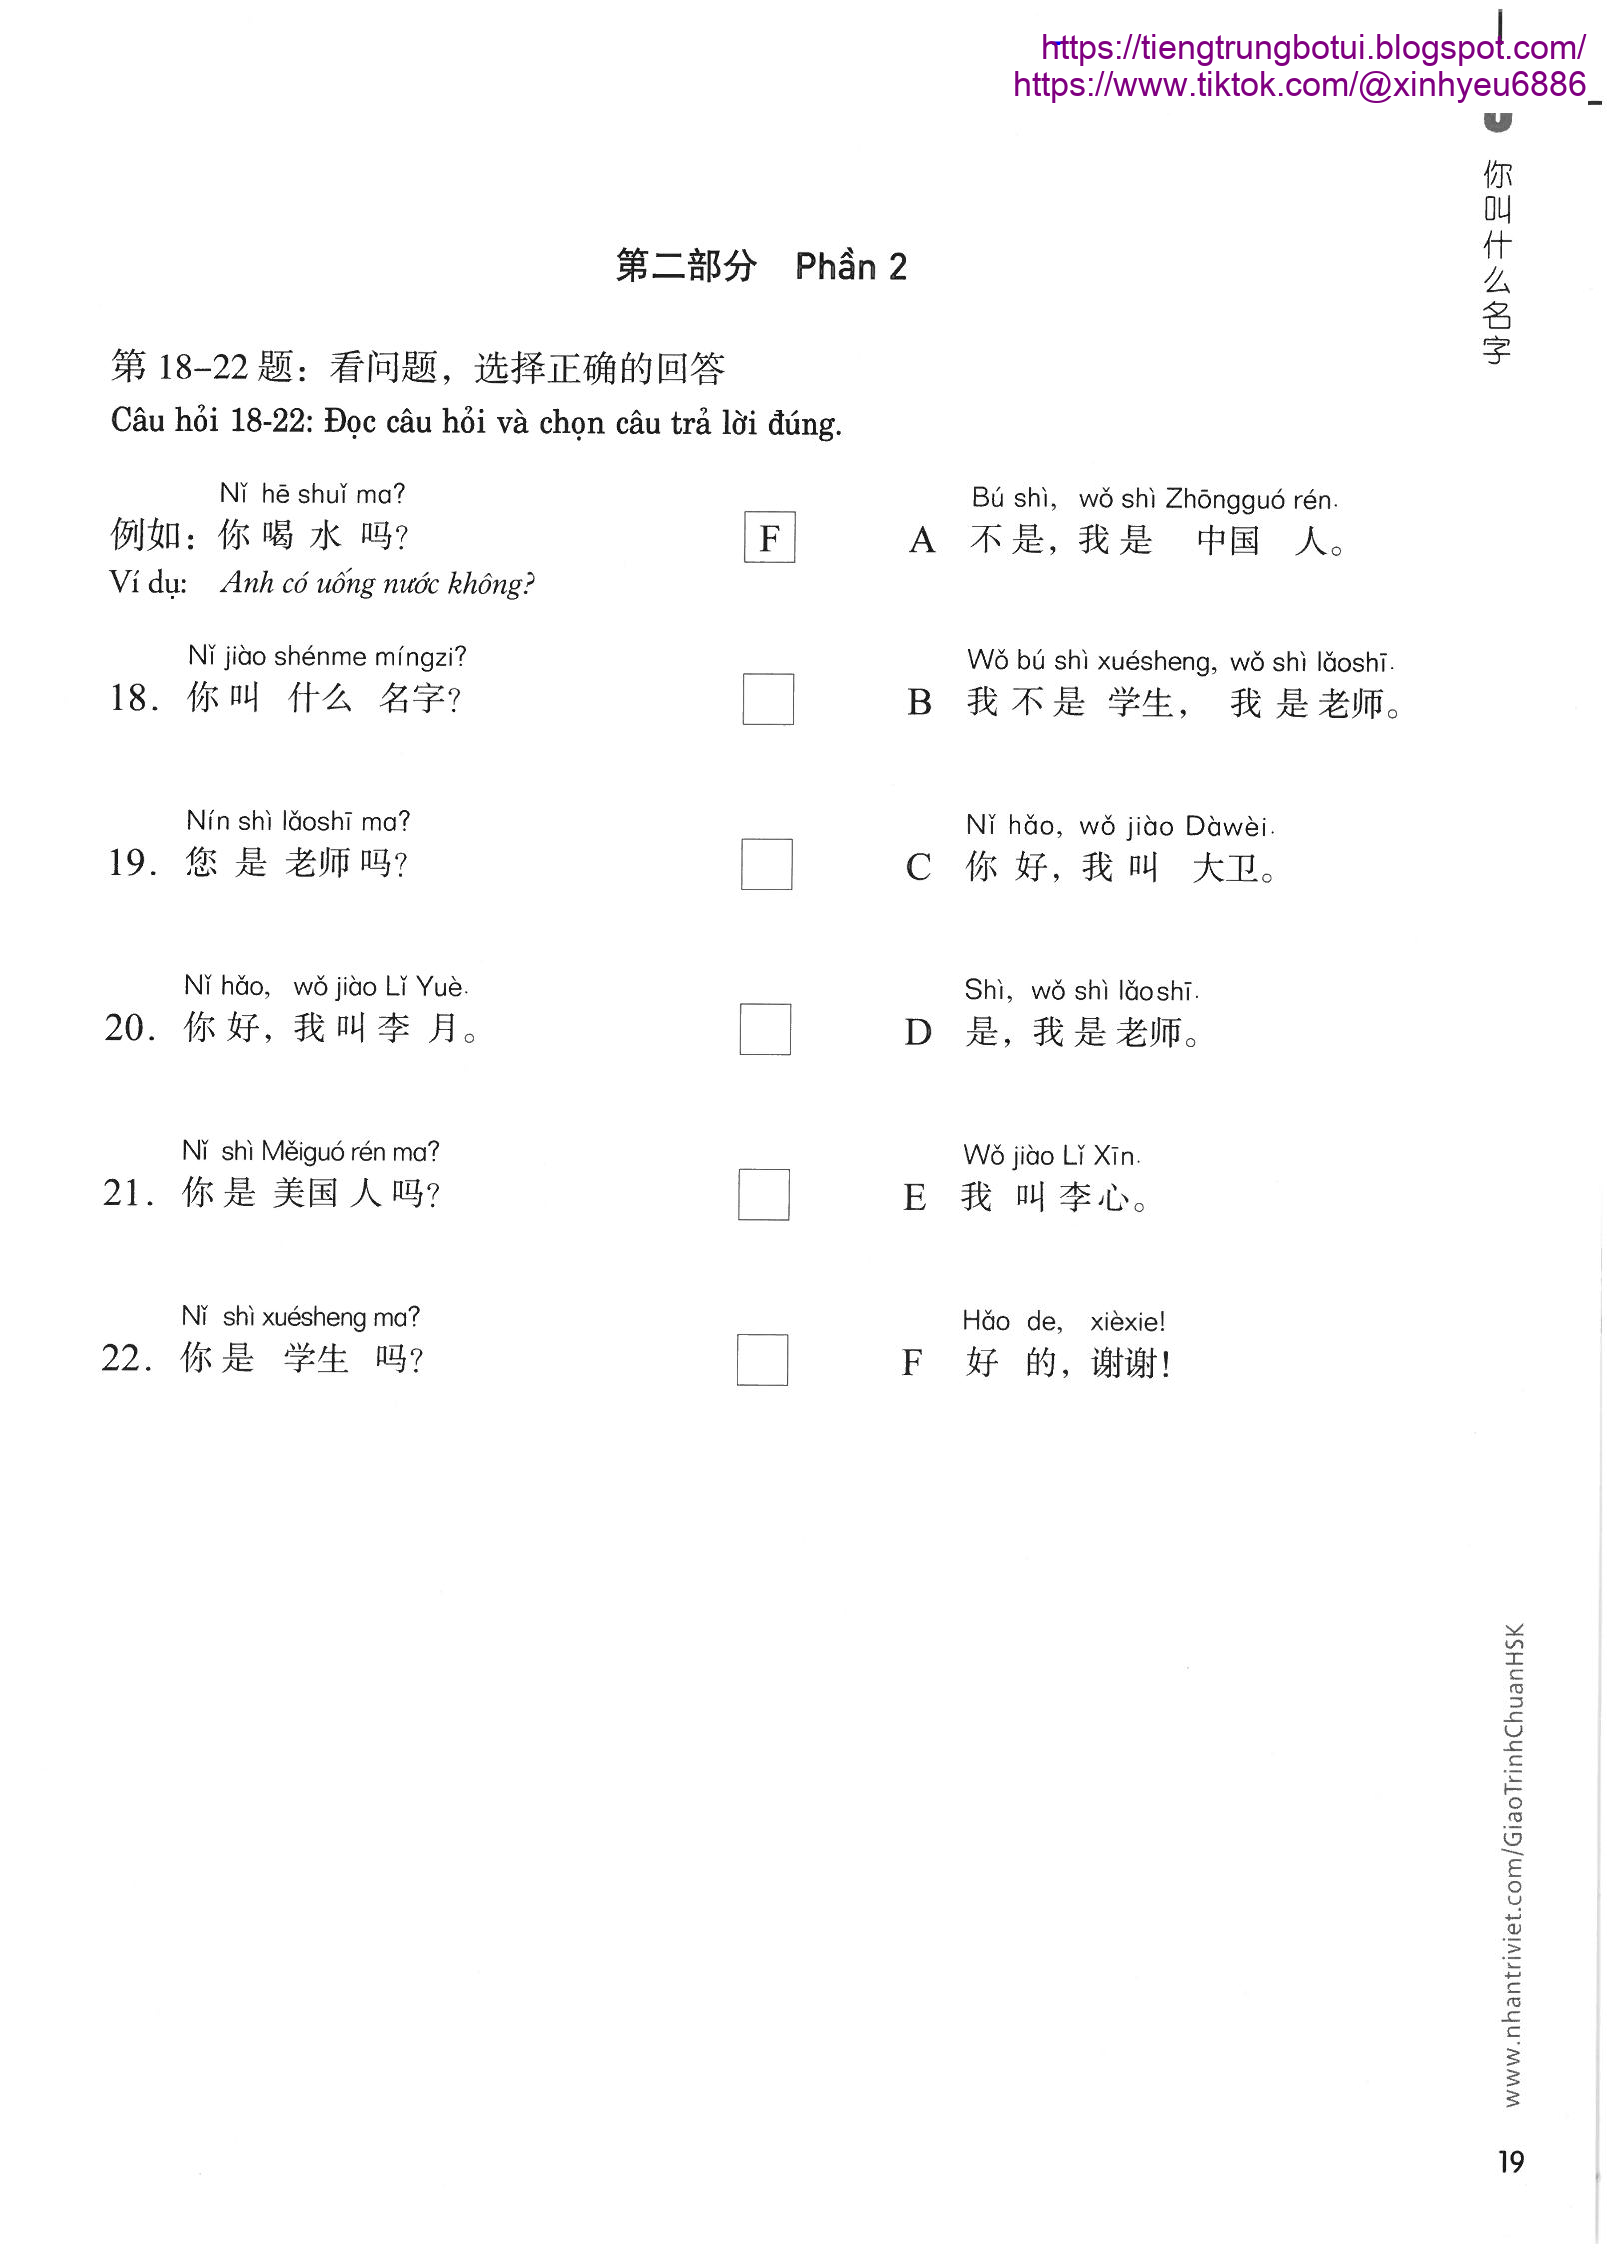 https://tiengtrungbotui.blogspot.com/
https://www.tiktok.com/@xinhyeu6886
你叫什么名字
第二部分 Phần 2
第 18-22 题：看问题，选择正确的回答
Câu hỏi 18-22: Đọc câu hỏi và chọn câu trả lời đúng.
Nǐ hē shuǐ ma?
例如：你喝水吗？ F
Ví dụ: Anh có uống nước không?
Bú shì, wǒ shì Zhōngguó rén.
A 不是，我是中国人。
Nǐ jiào shénme míngzi?
18. 你叫什么名字？
Wǒ bú shì xuésheng, wǒ shì lǎoshī.
B 我不是学生，我是老师。
Nín shì lǎoshī ma?
19. 您是老师吗？
Nǐ hǎo, wǒ jiào Dàwèi.
C 你好，我叫大卫。
Nǐ hǎo, wǒ jiào Lǐ Yuè.
20. 你好，我叫李月。
Shì, wǒ shì lǎoshī.
D 是，我是老师。
Nǐ shì Měiguó rén ma?
21. 你是美国人吗？
Wǒ jiào Lǐ Xīn.
E 我叫李心。
Nǐ shì xuésheng ma?
22. 你是学生吗？
Hǎo de, xièxie!
F 好的，谢谢！
www.nhantriviet.com/GiaoTrinhChuanHSK
19